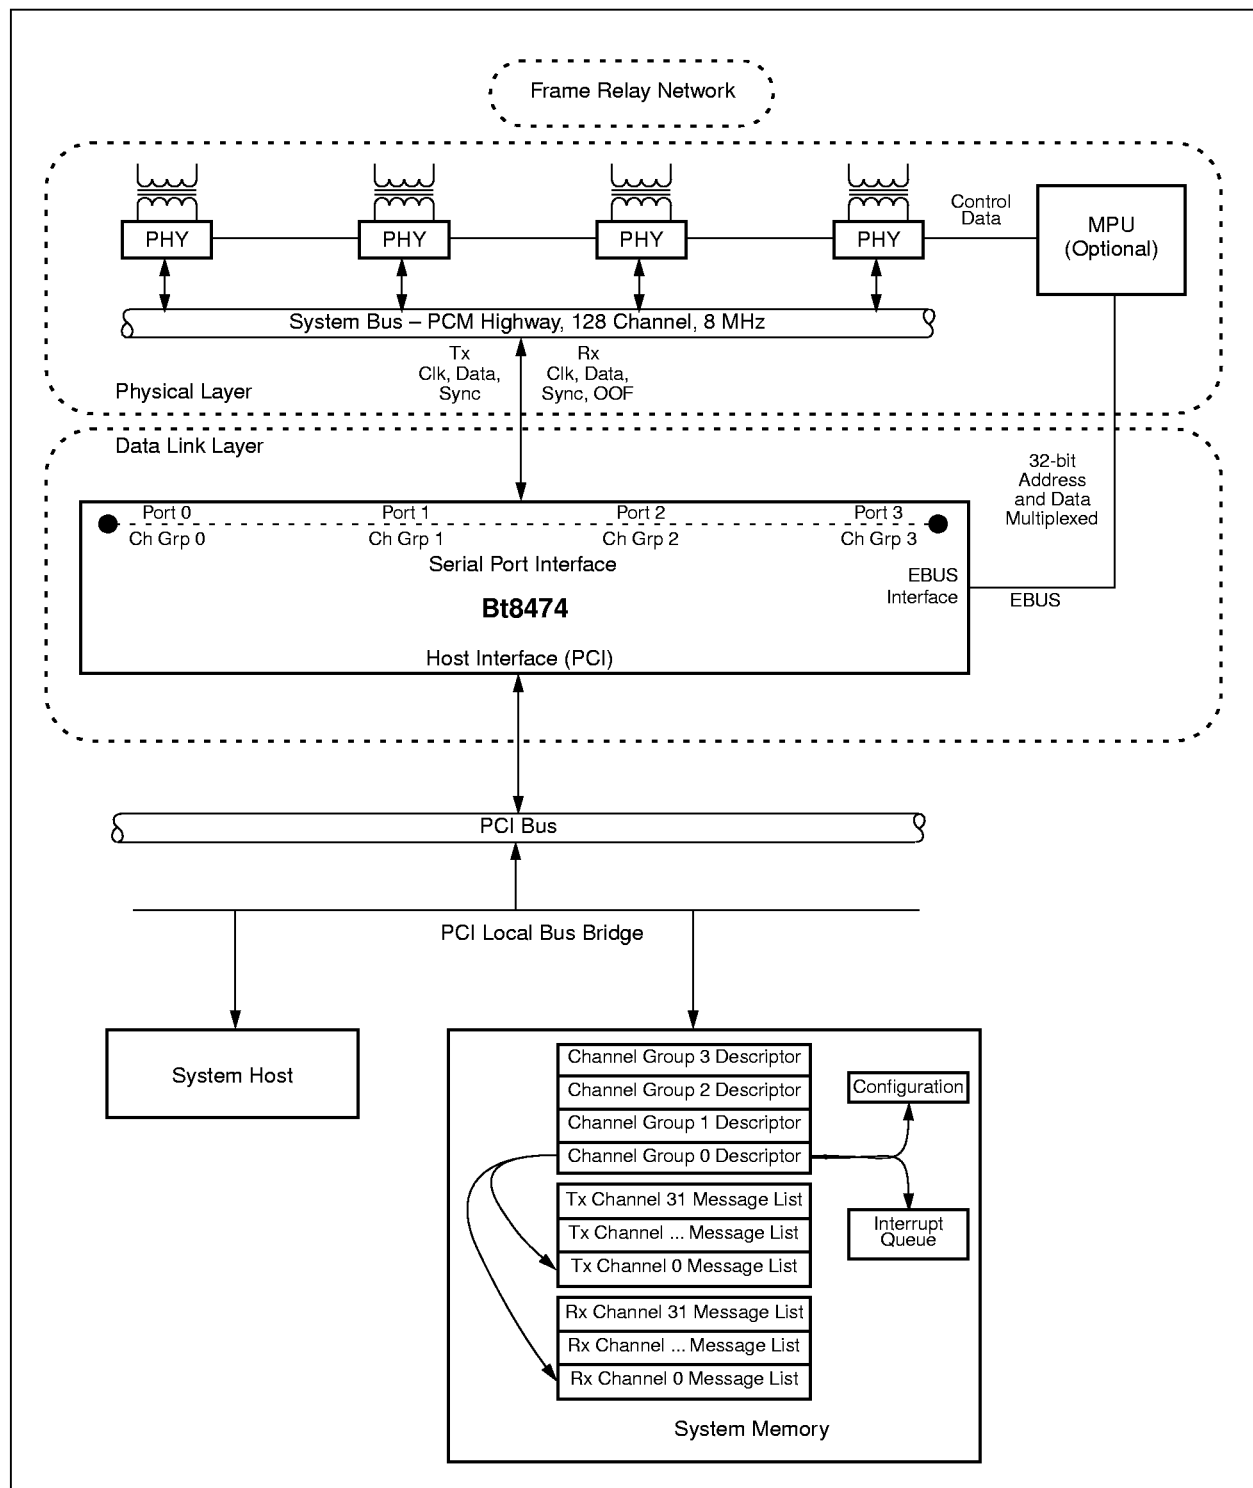 Frame Relay Network
PHY
PHY
PHY
PHY
Control
Data
MPU
(Optional)
System Bus – PCM Highway, 128 Channel, 8 MHz
Tx
Clk, Data,
Sync
Rx
Clk, Data,
Sync, OOF
Physical Layer
Data Link Layer
32-bit
Address
and Data
Multiplexed
Port 0
Port 1
Port 2
Port 3
Ch Grp 0
Ch Grp 1
Ch Grp 2
Ch Grp 3
Serial Port Interface
EBUS
Interface
EBUS
Bt8474
Host Interface (PCI)
PCI Bus
PCI Local Bus Bridge
System Host
Channel Group 3 Descriptor
Channel Group 2 Descriptor
Channel Group 1 Descriptor
Channel Group 0 Descriptor
Configuration
Interrupt
Queue
Tx Channel 31 Message List
Tx Channel ... Message List
Tx Channel 0 Message List
Rx Channel 31 Message List
Rx Channel ... Message List
Rx Channel 0 Message List
System Memory